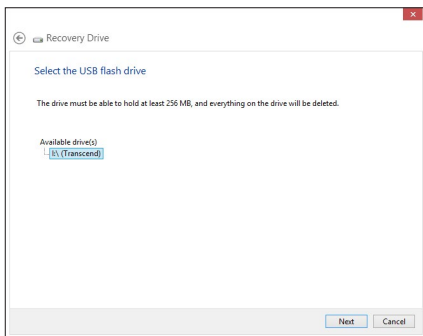 Recovery Drive
Select the USB flash drive
The drive must be able to hold at least 256 MB, and everything on the drive will be deleted.
Available drive(s)
I:\ (Transcend)
Next Cancel